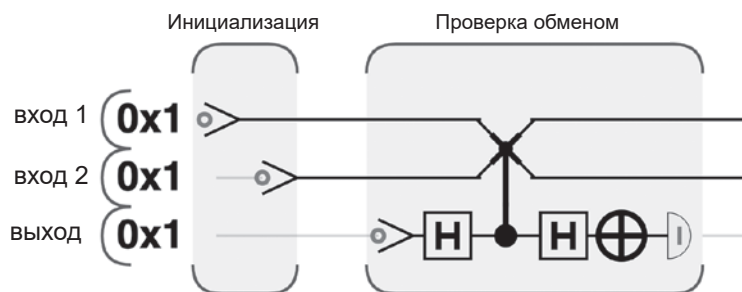 Инициализация
Проверка обменом
вход 1 0x1
вход 2 0x1
выход 0x1
H
H